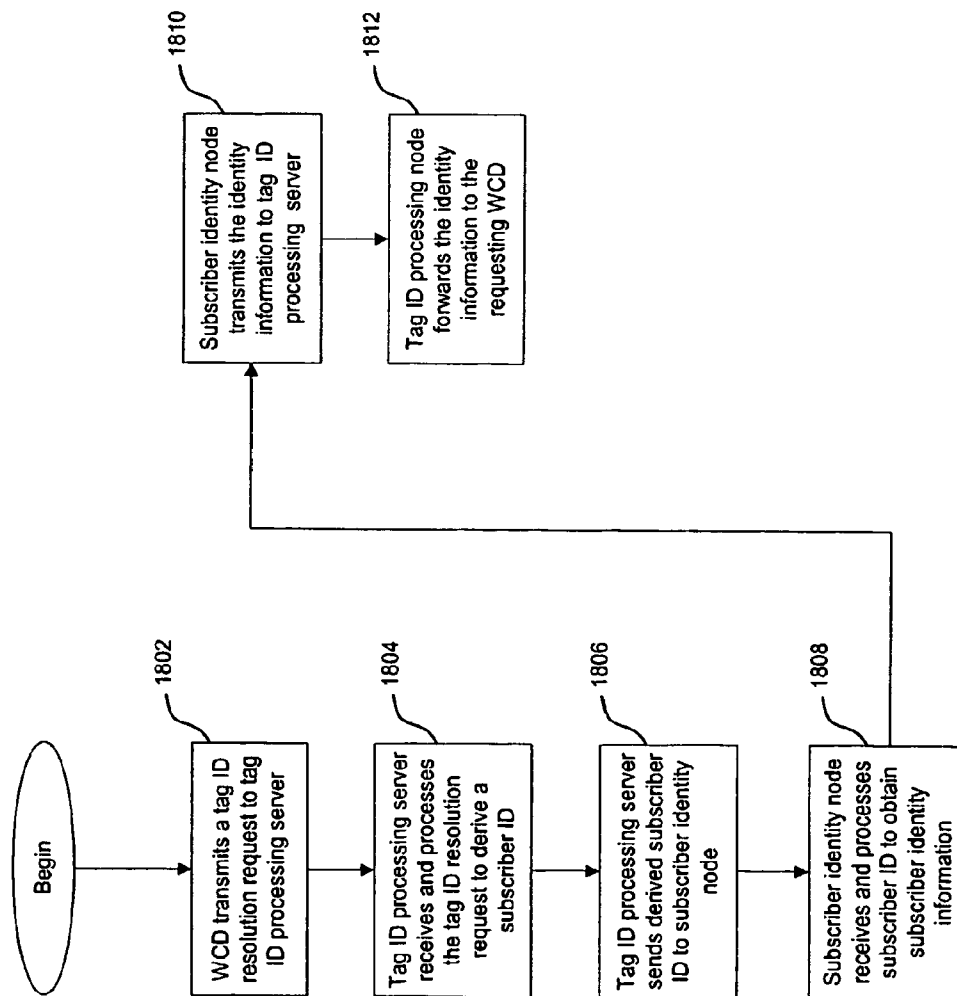 Begin
1802
WCD transmits a tag ID
resolution request to tag
ID processing server
1804
Tag ID processing server
receives and processes
the tag ID resolution
request to derive a
subscriber ID
1806
Tag ID processing server
sends derived subscriber
ID to subscriber identity
node
1808
Subscriber identity node
receives and processes
subscriber ID to obtain
subscriber identity
information
1810
Subscriber identity node
transmits the identity
information to tag ID
processing server
1812
Tag ID processing node
forwards the identity
information to the
requesting WCD